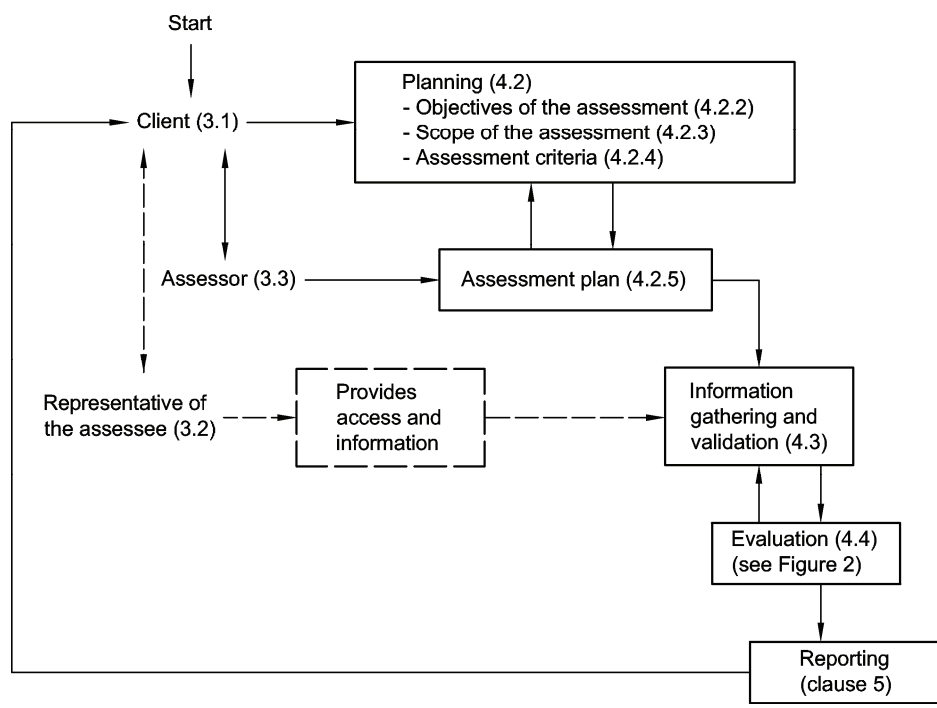 Start
Client (3.1)
Planning (4.2)
- Objectives of the assessment (4.2.2)
- Scope of the assessment (4.2.3)
- Assessment criteria (4.2.4)
Assessor (3.3)
Assessment plan (4.2.5)
Representative of
the assessee (3.2)
Provides
access and
information
Information
gathering and
validation (4.3)
Evaluation (4.4)
(see Figure 2)
Reporting
(clause 5)